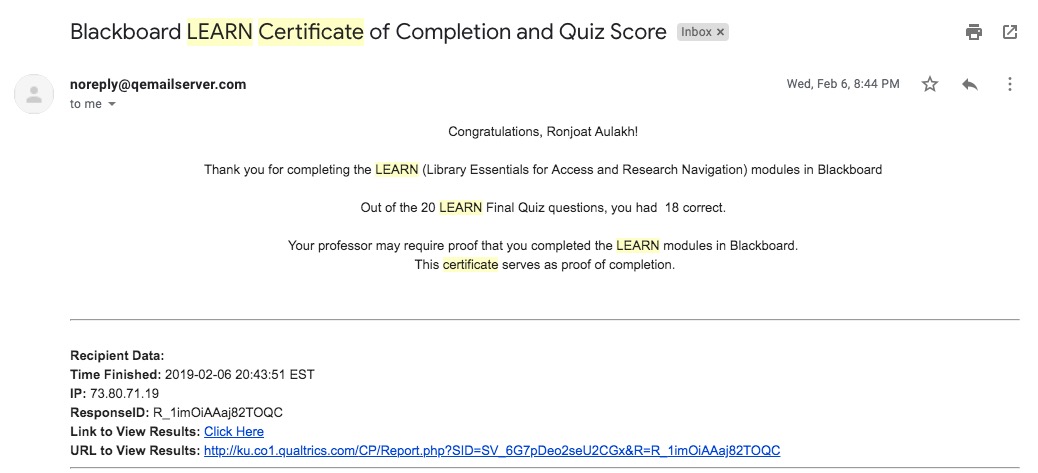 Blackboard LEARN Certificate of Completion and Quiz Score Inbox ×
noreply@qemailserver.com Wed, Feb 6, 8:44 PM
to me
Congratulations, Ronjoat Aulakh!
Thank you for completing the LEARN (Library Essentials for Access and Research Navigation) modules in Blackboard
Out of the 20 LEARN Final Quiz questions, you had 18 correct.
Your professor may require proof that you completed the LEARN modules in Blackboard.
This certificate serves as proof of completion.
Recipient Data:
Time Finished: 2019-02-06 20:43:51 EST
IP: 73.80.71.19
ResponseID: R_1imOiAAaj82TOQC
Link to View Results: Click Here
URL to View Results: http://ku.co1.qualtrics.com/CP/Report.php?SID=SV_6G7pDeo2seU2CGx&R=R_1imOiAAaj82TOQC